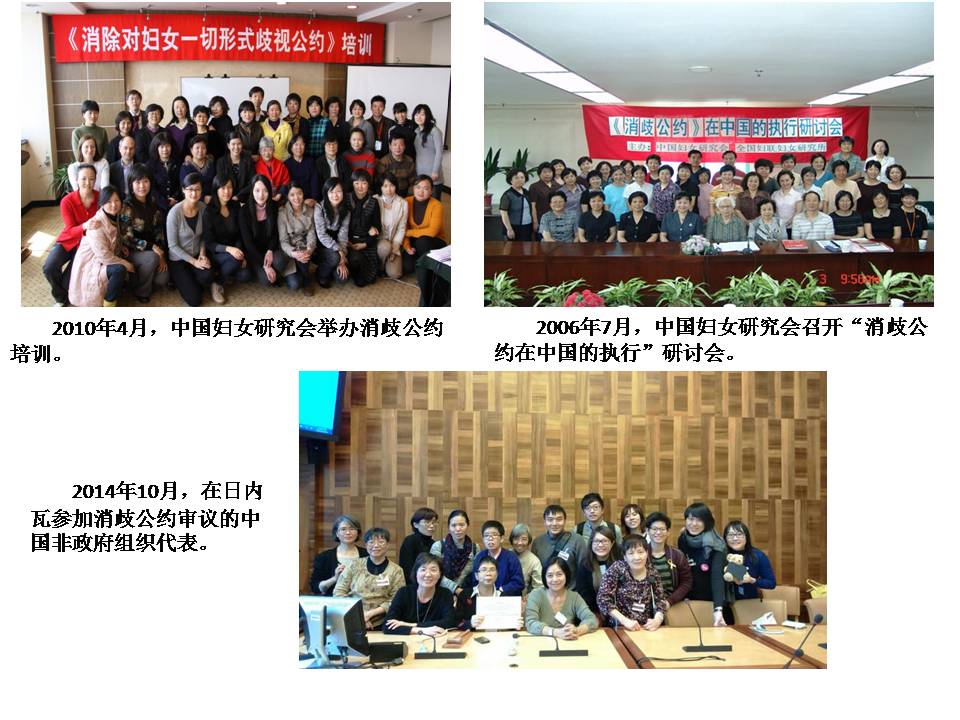 《消除对妇女一切形式歧视公约》培训
《消歧公约》在中国的执行研讨会
主办：中国妇女研究会 全国妇联妇女研究所
3 9:56AM
2010年4月，中国妇女研究会举办消歧公约
培训。
2006年7月，中国妇女研究会召开“消歧公
约在中国的执行”研讨会。
2014年10月，在日内
瓦参加消歧公约审议的中
国非政府组织代表。